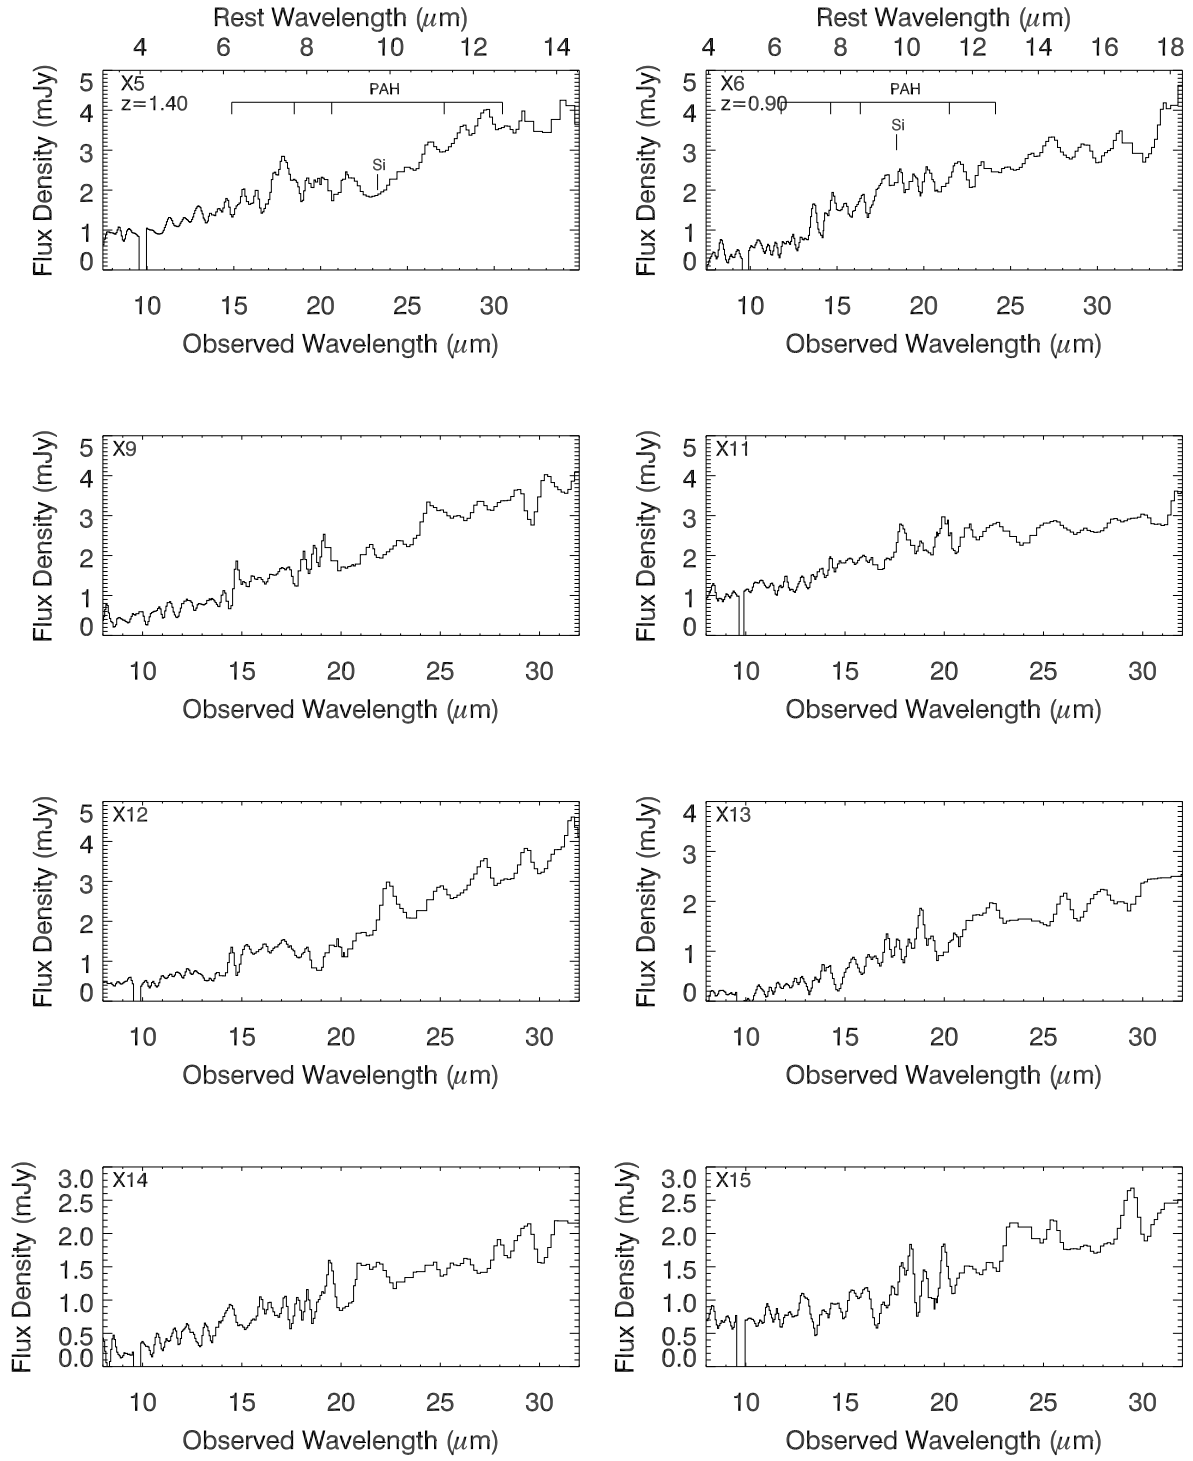 Rest Wavelength (μm)
4 6 8 10 12 14
X5
z=1.40
PAH
Si
5
4
3
2
1
0
Flux Density (mJy)
10 15 20 25 30
Observed Wavelength (μm)
Rest Wavelength (μm)
4 6 8 10 12 14 16 18
X6
z=0.90
PAH
Si
5
4
3
2
1
0
Flux Density (mJy)
10 15 20 25 30
Observed Wavelength (μm)
X9
5
4
3
2
1
0
Flux Density (mJy)
10 15 20 25 30
Observed Wavelength (μm)
X11
5
4
3
2
1
0
Flux Density (mJy)
10 15 20 25 30
Observed Wavelength (μm)
X12
5
4
3
2
1
0
Flux Density (mJy)
10 15 20 25 30
Observed Wavelength (μm)
X13
4
3
2
1
0
Flux Density (mJy)
10 15 20 25 30
Observed Wavelength (μm)
X14
3.0
2.5
2.0
1.5
1.0
0.5
0.0
Flux Density (mJy)
10 15 20 25 30
Observed Wavelength (μm)
X15
3.0
2.5
2.0
1.5
1.0
0.5
0.0
Flux Density (mJy)
10 15 20 25 30
Observed Wavelength (μm)